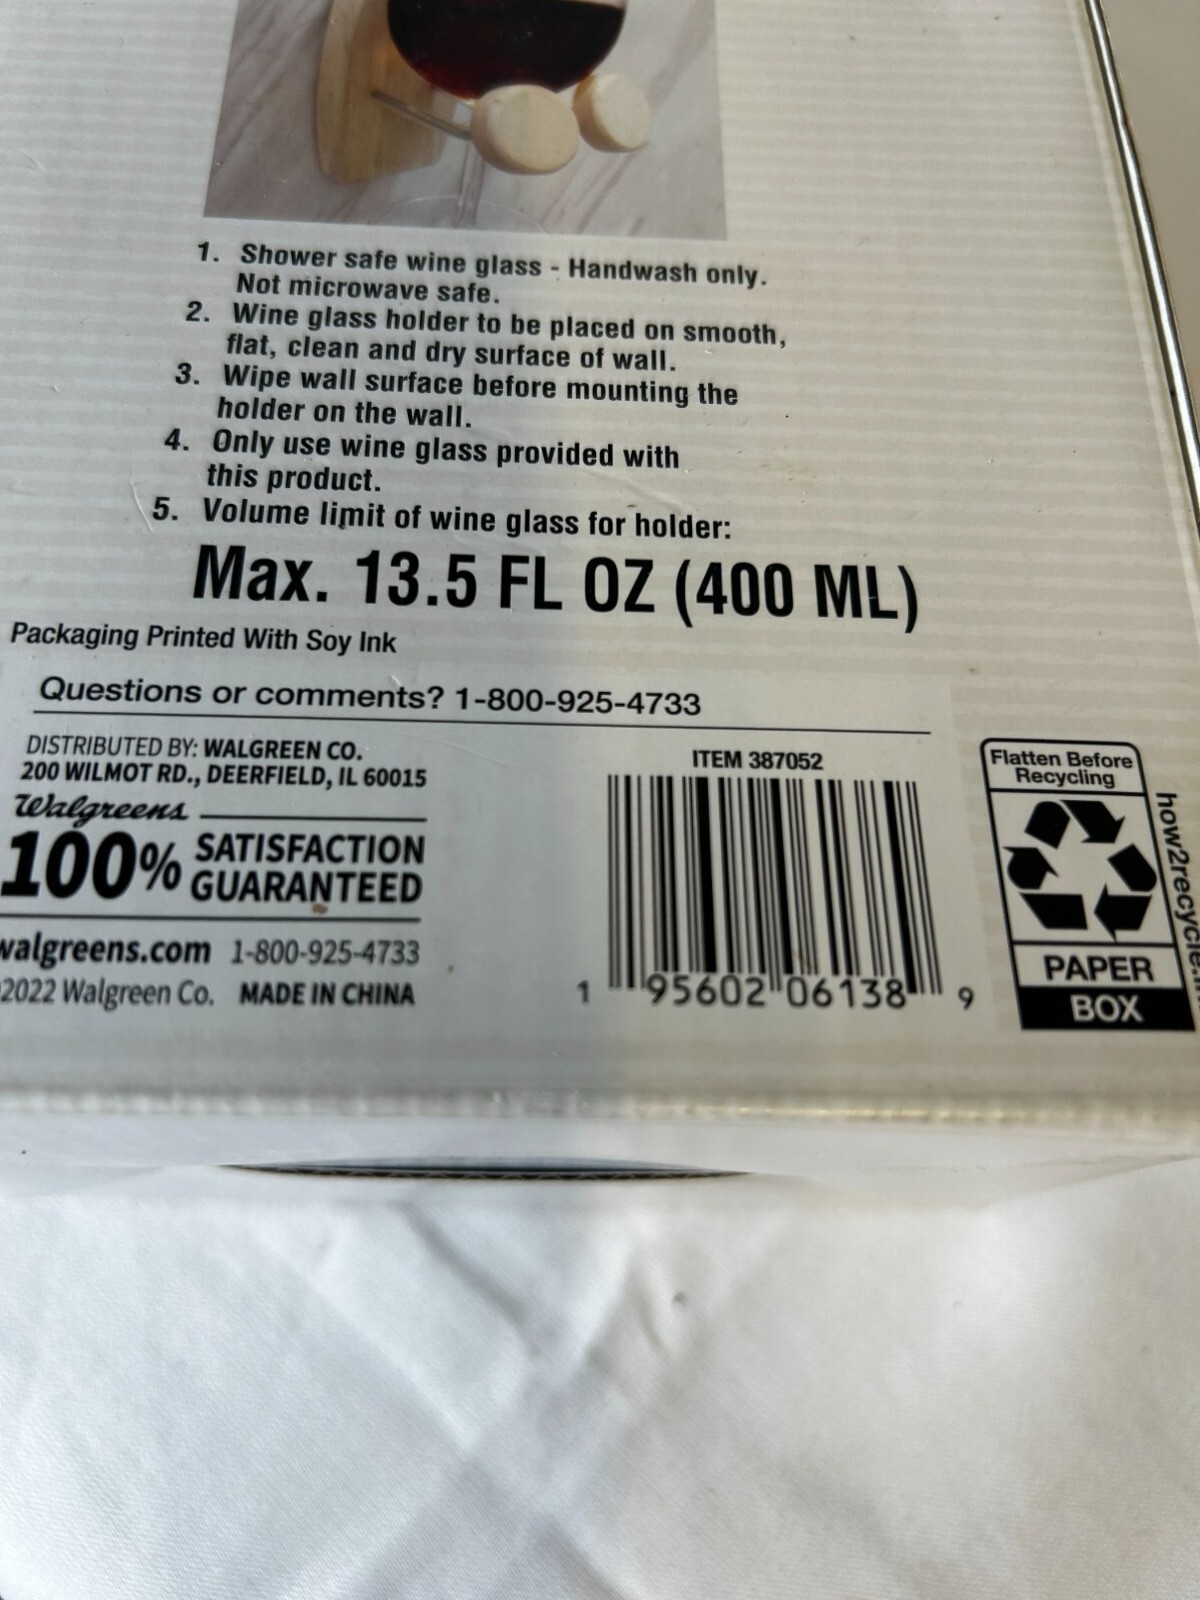 1. Shower safe wine glass - Handwash only.
Not microwave safe.
2. Wine glass holder to be placed on smooth,
flat, clean and dry surface of wall.
3. Wipe wall surface before mounting the
holder on the wall.
4. Only use wine glass provided with
this product.
5. Volume limit of wine glass for holder:
Max. 13.5 FL OZ (400 ML)
Packaging Printed With Soy Ink
Questions or comments? 1-800-925-4733
DISTRIBUTED BY: WALGREEN CO.
200 WILMOT RD., DEERFIELD, IL 60015
Walgreens
100% SATISFACTION
GUARANTEED
walgreens.com 1-800-925-4733
2022 Walgreen Co. MADE IN CHINA
ITEM 387052
1 95602 06138 9
Flatten Before
Recycling
PAPER
BOX